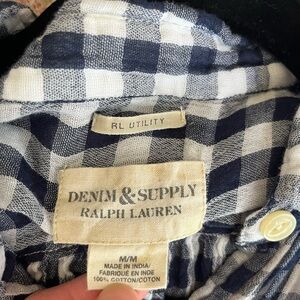 RL UTILITY
DENIM & SUPPLY
RALPH LAUREN
M/M
MADE IN INDIA/
FABRIQUÉ EN INDE
100% COTTON/COTON